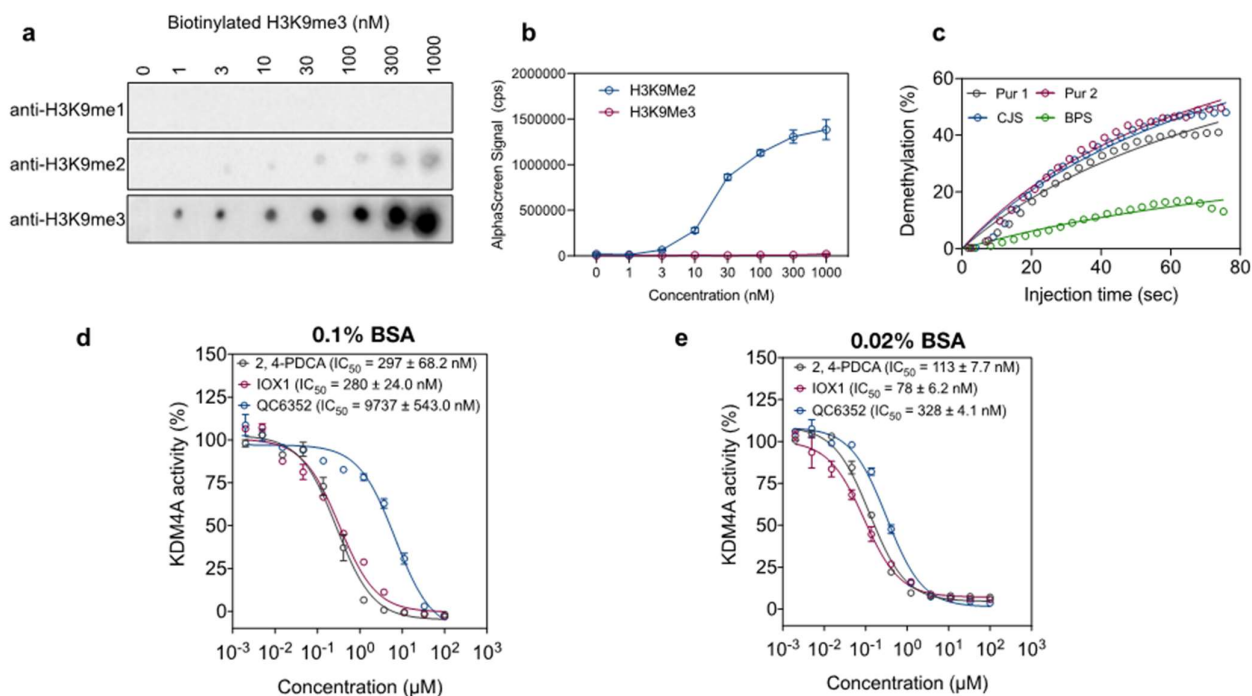 a
Biotinylated H3K9me3 (nM)
0 1 3 10 30 100 300 1000
anti-H3K9me1
anti-H3K9me2
anti-H3K9me3
b
AlphaScreen Signal (cps)
2000000
1500000
1000000
500000
0
H3K9Me2
H3K9Me3
0 1 3 10 30 100 300 1000
Concentration (nM)
c
Demethylation (%)
60
40
20
0
Pur 1 Pur 2
CJS BPS
0 20 40 60 80
Injection time (sec)
d
0.1% BSA
KDM4A activity (%)
150
125
100
75
50
25
0
2, 4-PDCA (IC50 = 297 ± 68.2 nM)
IOX1 (IC50 = 280 ± 24.0 nM)
QC6352 (IC50 = 9737 ± 543.0 nM)
10-3 10-2 10-1 100 101 102 103
Concentration (µM)
e
0.02% BSA
KDM4A activity (%)
150
125
100
75
50
25
0
2, 4-PDCA (IC50 = 113 ± 7.7 nM)
IOX1 (IC50 = 78 ± 6.2 nM)
QC6352 (IC50 = 328 ± 4.1 nM)
10-3 10-2 10-1 100 101 102 103
Concentration (µM)